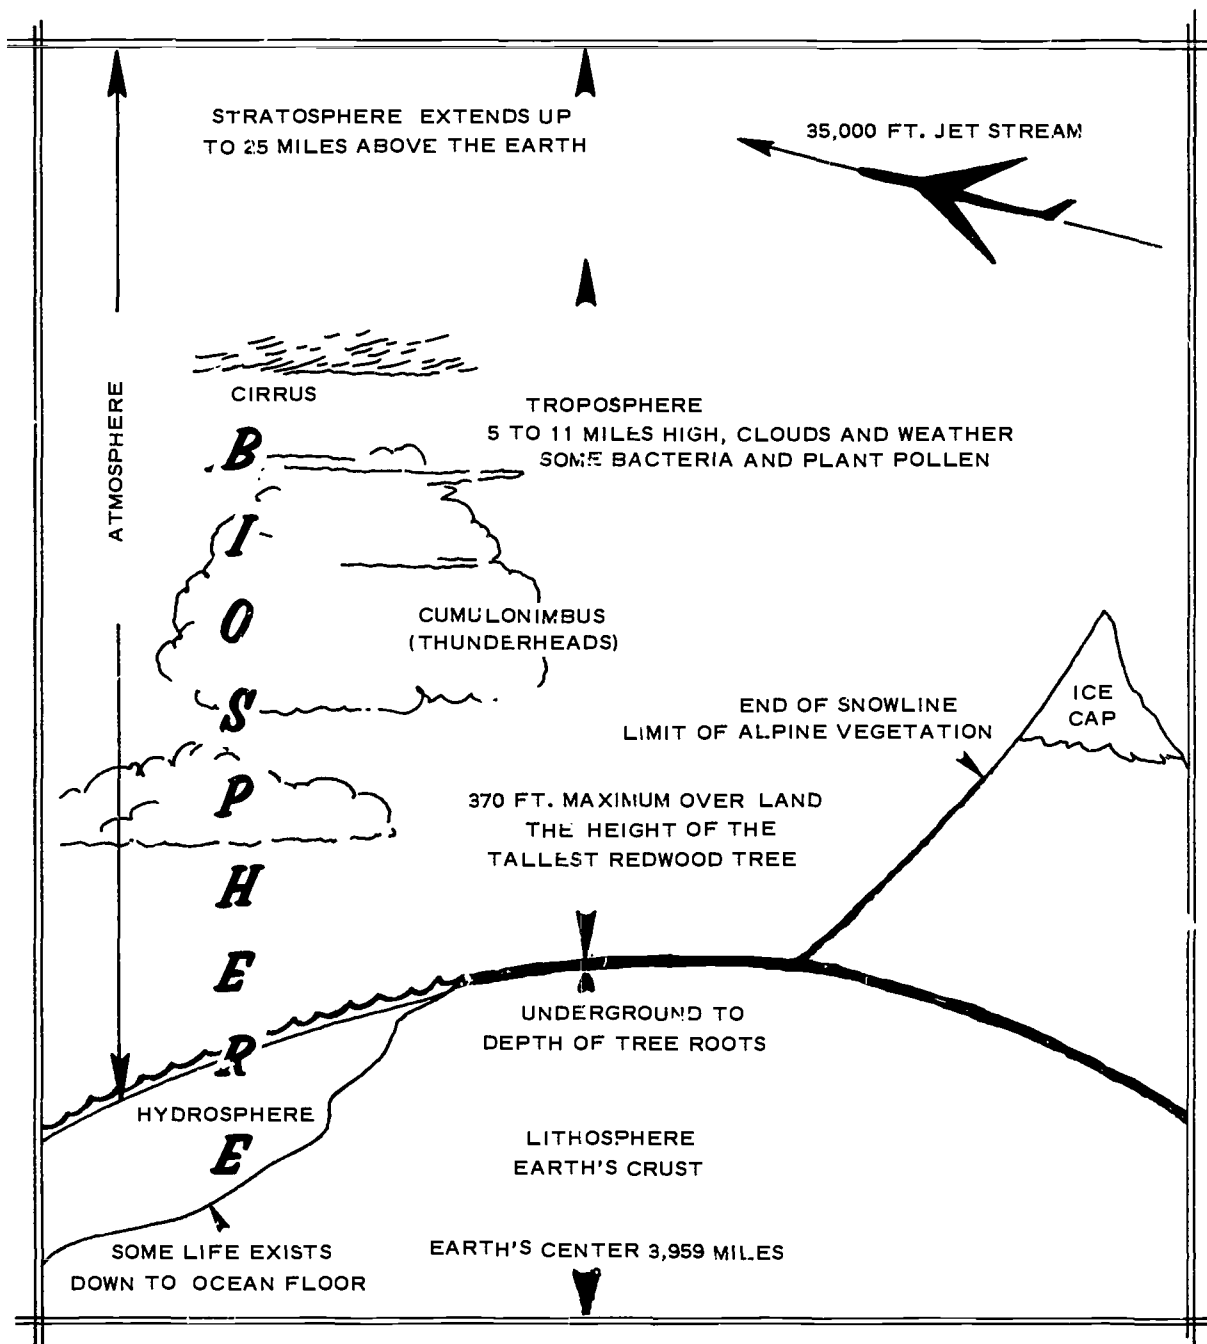 STRATOSPHERE EXTENDS UP
TO 25 MILES ABOVE THE EARTH
35,000 FT. JET STREAM
ATMOSPHERE
CIRRUS
TROPOSPHERE
5 TO 11 MILES HIGH, CLOUDS AND WEATHER
SOME BACTERIA AND PLANT POLLEN
BIOSPHERE
CUMULONIMBUS
(THUNDERHEADS)
ICE
CAP
END OF SNOWLINE
LIMIT OF ALPINE VEGETATION
370 FT. MAXIMUM OVER LAND
THE HEIGHT OF THE
TALLEST REDWOOD TREE
UNDERGROUND TO
DEPTH OF TREE ROOTS
HYDROSPHERE
LITHOSPHERE
EARTH'S CRUST
SOME LIFE EXISTS
DOWN TO OCEAN FLOOR
EARTH'S CENTER 3,959 MILES